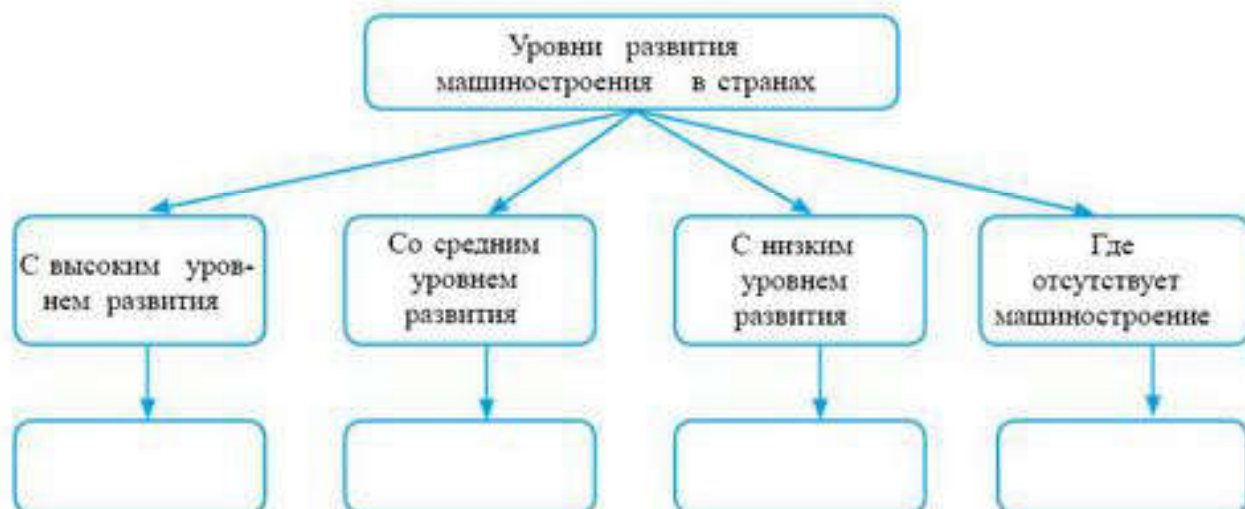 Уровни развития
машиностроения в странах
С высоким уров-
нем развития
Со средним
уровнем
развития
С низким
уровнем
развития
Где
отсутствует
машиностроение